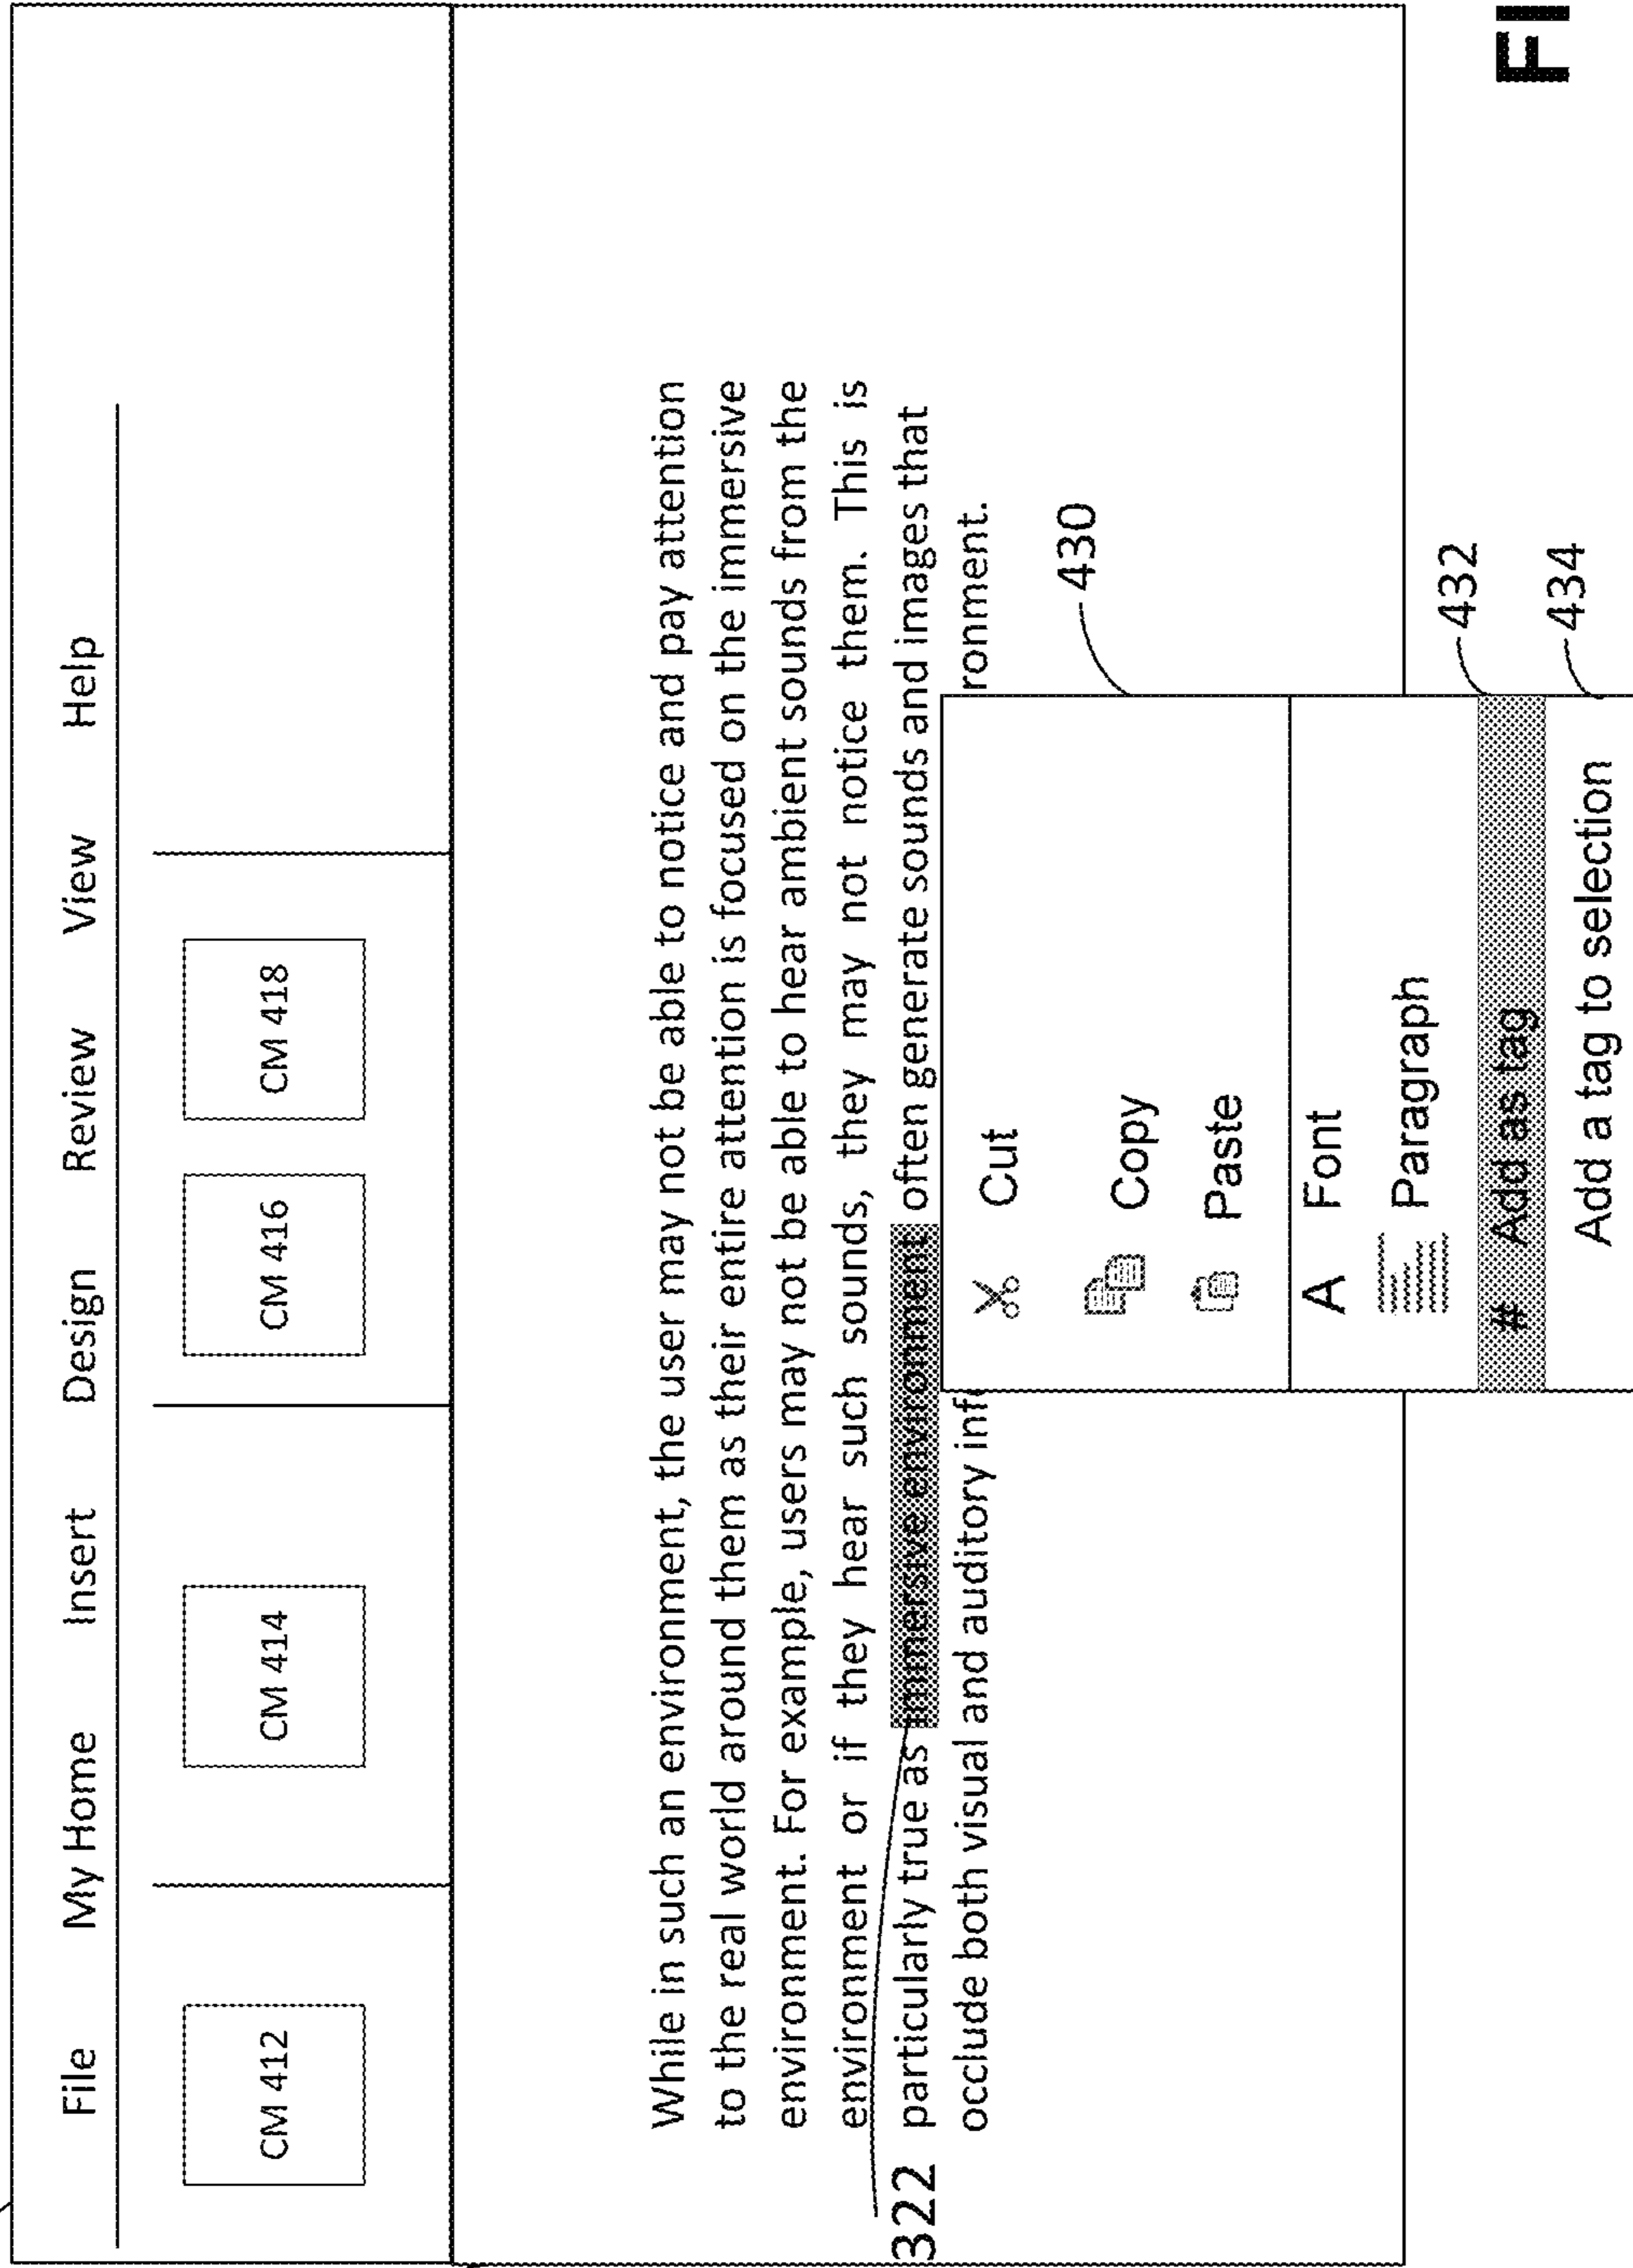 File My Home Insert Design Review View Help
CM 412 CM 414 CM 416 CM 418
While in such an environment, the user may not be able to notice and pay attention
to the real world around them as their entire attention is focused on the immersive
environment. For example, users may not be able to hear ambient sounds from the
environment or if they hear such sounds, they may not notice them. This is
322 particularly true as immersive environment often generate sounds and images that
occlude both visual and auditory inf ronment.
Cut
430
Copy
Paste
A Font
Paragraph
432
# Add as tag
434
Add a tag to selection
FI